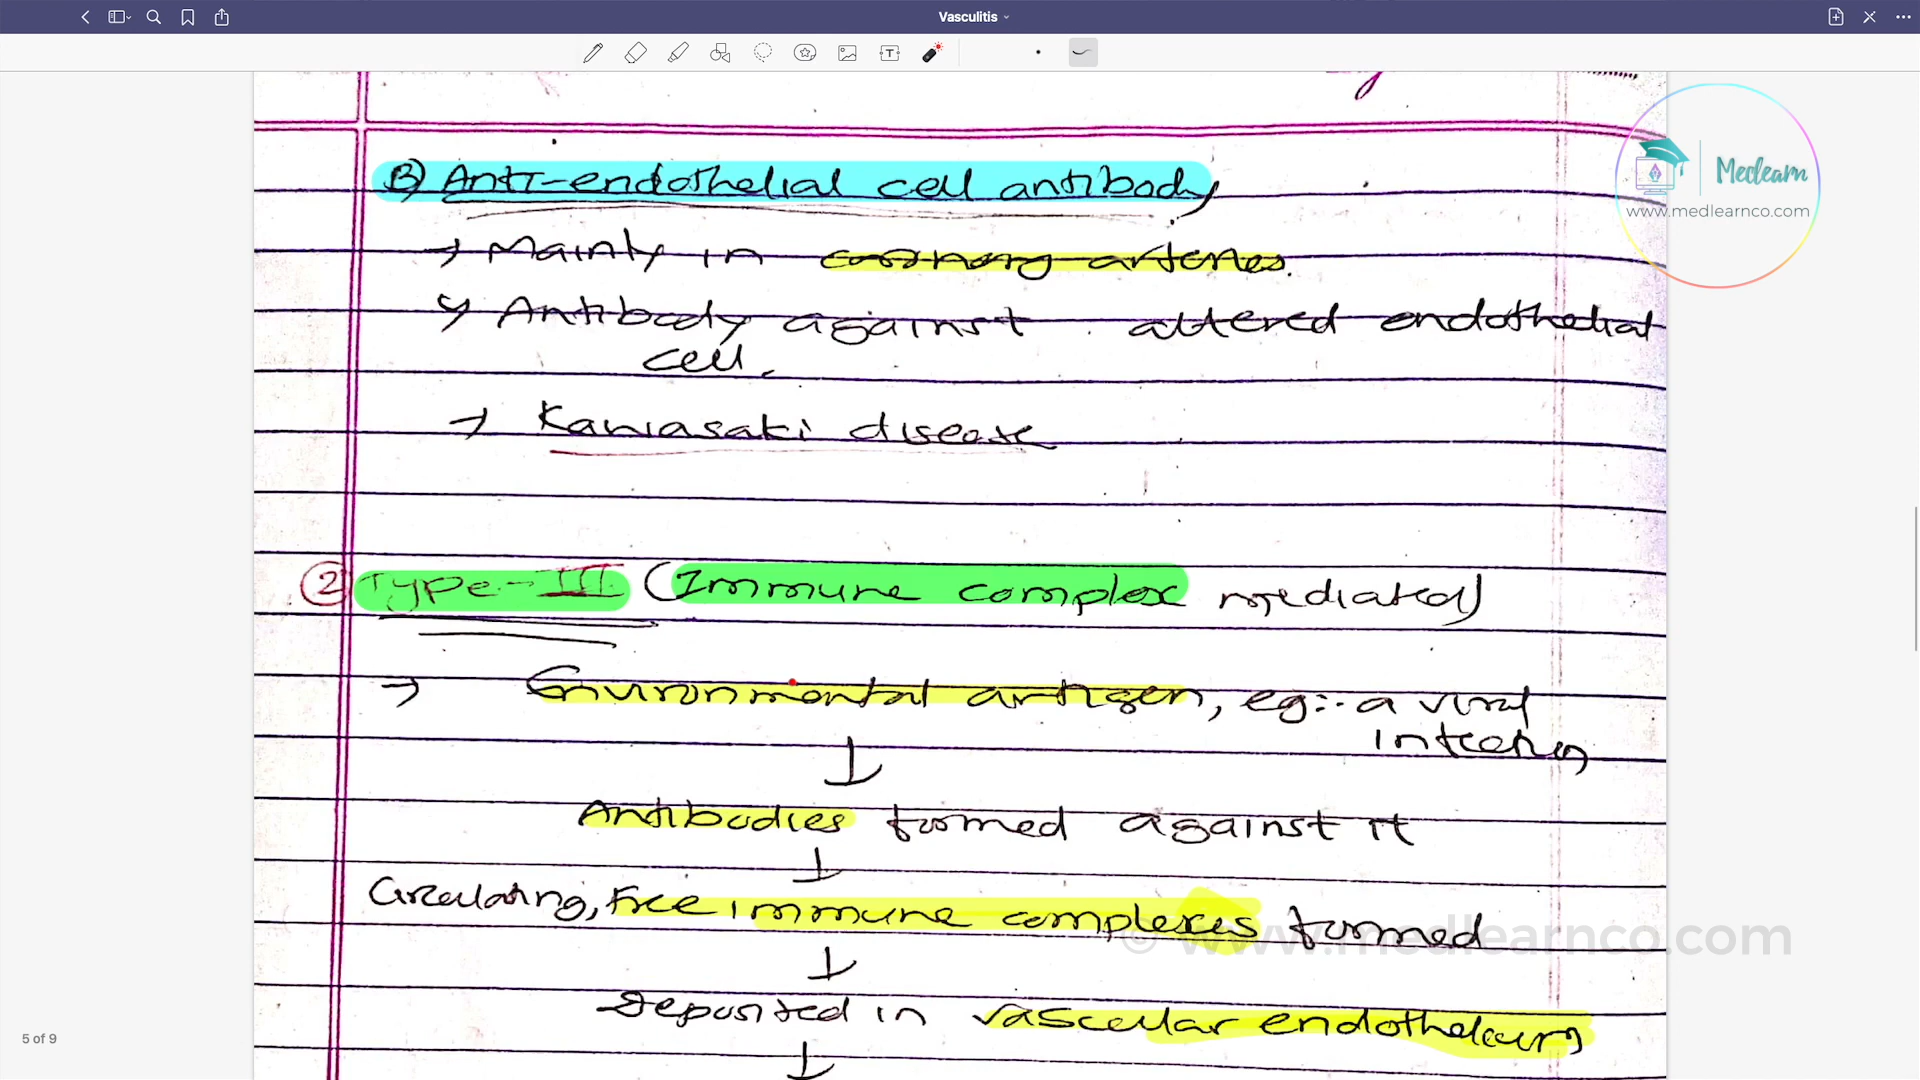 Vasculitis
Medlearn
www.medlearnco.com
B) Anti-endothelial cell antibody
→ Mainly in coronary arteries.
→ Antibody against altered endothelial
cell.
→ Kawasaki disease
② Type-III (Immune complex mediated)
→ Environmental antigen, eg:- a viral
infection
↓
Antibodies formed against it
↓
Circulating, Free immune complexes formed
© www.medlearnco.com
↓
Deposited in vascular endothelium
↓
5 of 9